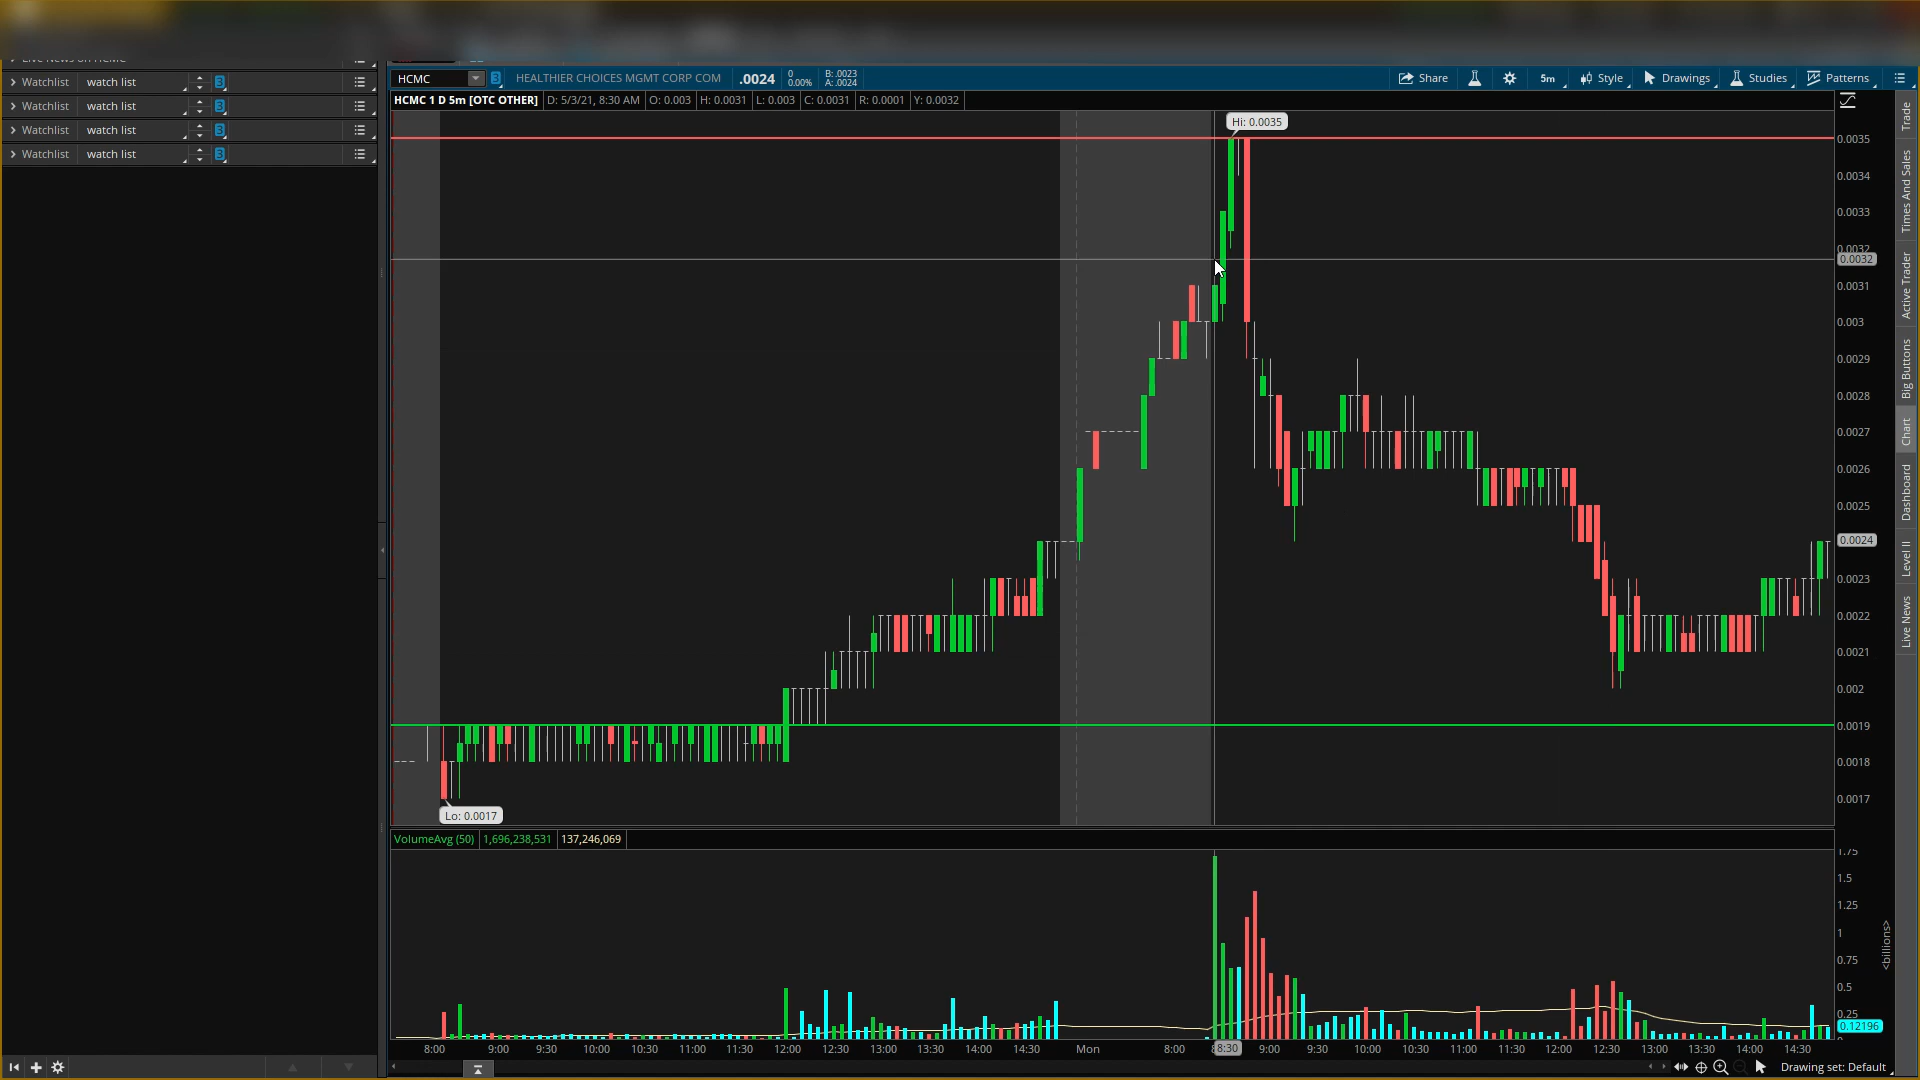 Watchlist watch list 3
Watchlist watch list 3
Watchlist watch list 3
Watchlist watch list 3
HCMC 3 HEALTHIER CHOICES MGMT CORP COM .0024 0 0.00% B: .0023 A: .0024 Share 5m Style Drawings Studies Patterns
HCMC 1 D 5m [OTC OTHER] D: 5/3/21, 8:30 AM O: 0.003 H: 0.0031 L: 0.003 C: 0.0031 R: 0.0001 Y: 0.0032
Hi: 0.0035
0.0035
0.0034
0.0033
0.0032
0.0032
0.0031
0.003
0.0029
0.0028
0.0027
0.0026
0.0025
0.0024
0.0023
0.0022
0.0021
0.002
0.0019
0.0018
0.0017
Lo: 0.0017
VolumeAvg (50) 1,696,238,531 137,246,069
1.75
1.5
1.25
1
0.75
0.5
0.25
0.12196
<billions>
8:00 9:00 9:30 10:00 10:30 11:00 11:30 12:00 12:30 13:00 13:30 14:00 14:30 Mon 8:00 8:30 9:00 9:30 10:00 10:30 11:00 11:30 12:00 12:30 13:00 13:30 14:00 14:30
Drawing set: Default
Trade
Times And Sales
Active Trader
Big Buttons
Chart
Dashboard
Level II
Live News